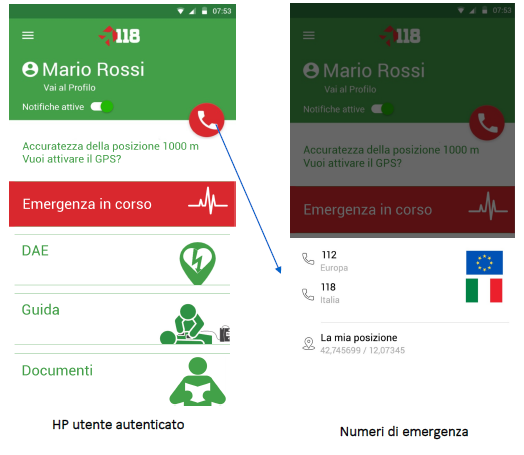 07:53
118
Mario Rossi
Vai al Profilo
Notifiche attive
Accuratezza della posizione 1000 m
Vuoi attivare il GPS?
Emergenza in corso
DAE
Guida
Documenti
HP utente autenticato
07:53
118
Mario Rossi
Vai al Profilo
Notifiche attive
Accuratezza della posizione 1000 m
Vuoi attivare il GPS?
Emergenza in corso
112
Europa
118
Italia
La mia posizione
42,745699 / 12,07345
Numeri di emergenza